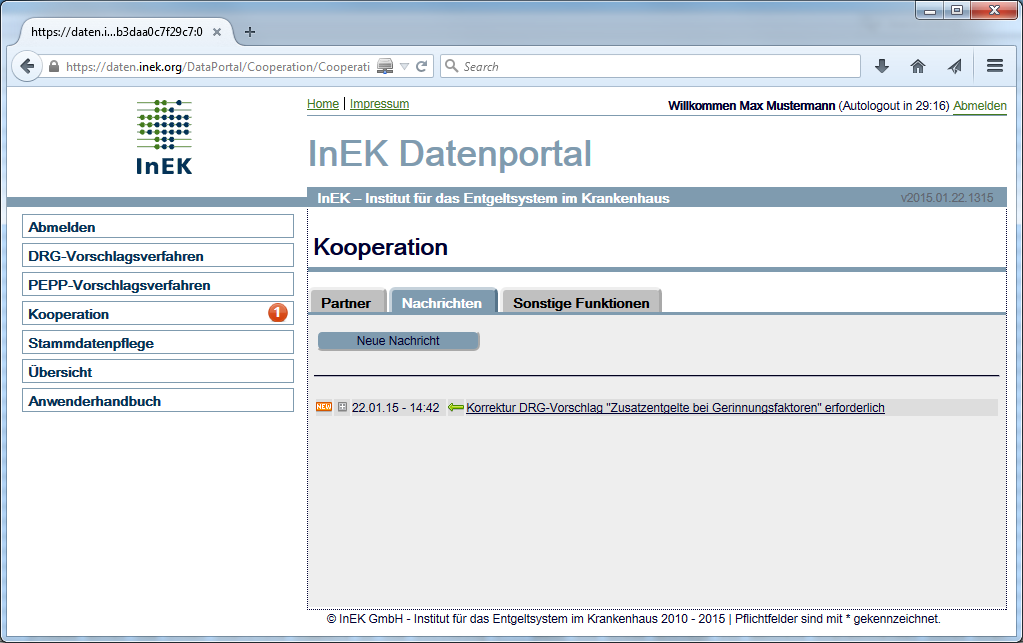 https://daten.i...b3daa0c7f29c7:0
https://daten.inek.org/DataPortal/Cooperation/Cooperati
Search
InEK
Home | Impressum
Willkommen Max Mustermann (Autologout in 29:16) Abmelden
InEK Datenportal
InEK – Institut für das Entgeltsystem im Krankenhaus
v2015.01.22.1315
Abmelden
DRG-Vorschlagsverfahren
PEPP-Vorschlagsverfahren
Kooperation 1
Stammdatenpflege
Übersicht
Anwenderhandbuch
Kooperation
Partner Nachrichten Sonstige Funktionen
Neue Nachricht
NEW 22.01.15 - 14:42 Korrektur DRG-Vorschlag "Zusatzentgelte bei Gerinnungsfaktoren" erforderlich
© InEK GmbH - Institut für das Entgeltsystem im Krankenhaus 2010 - 2015 | Pflichtfelder sind mit * gekennzeichnet.